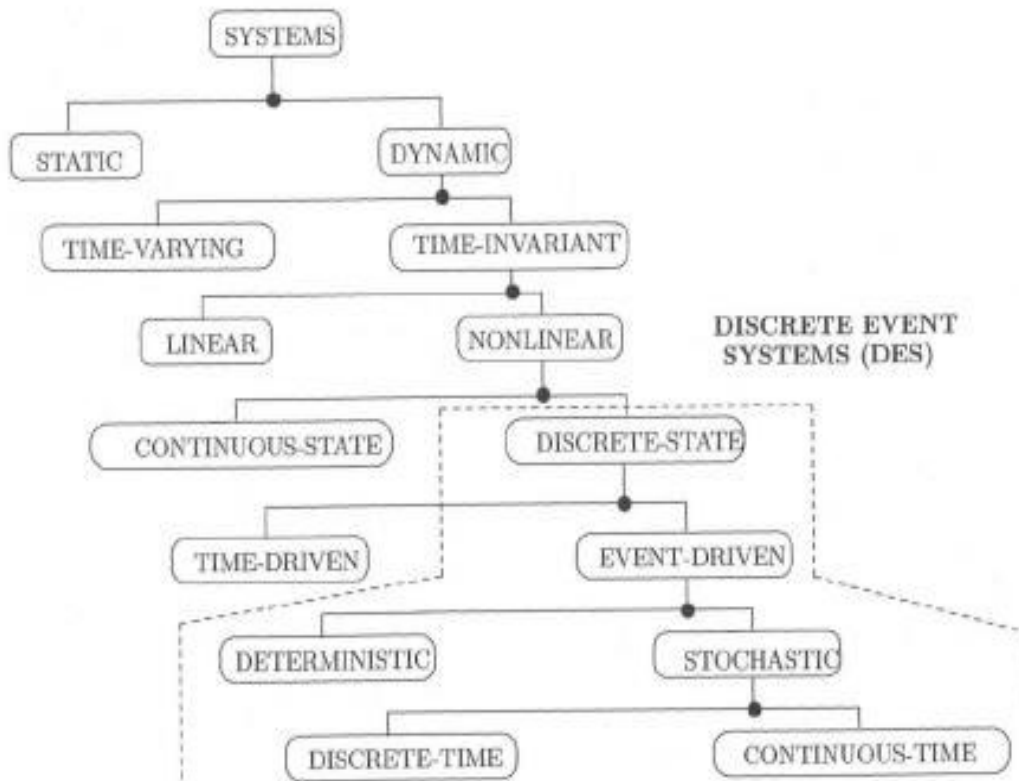 SYSTEMS
STATIC
DYNAMIC
TIME-VARYING
TIME-INVARIANT
LINEAR
NONLINEAR
DISCRETE EVENT
SYSTEMS (DES)
CONTINUOUS-STATE
DISCRETE-STATE
TIME-DRIVEN
EVENT-DRIVEN
DETERMINISTIC
STOCHASTIC
DISCRETE-TIME
CONTINUOUS-TIME